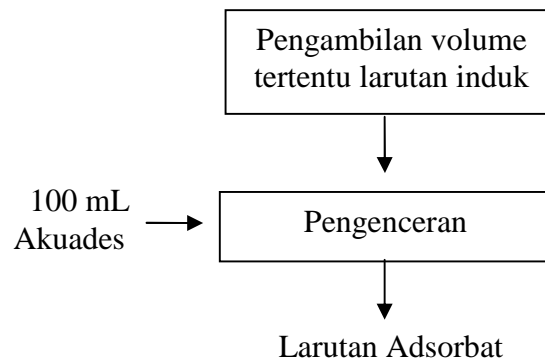 Pengambilan volume
tertentu larutan induk
100 mL
Akuades
Pengenceran
Larutan Adsorbat